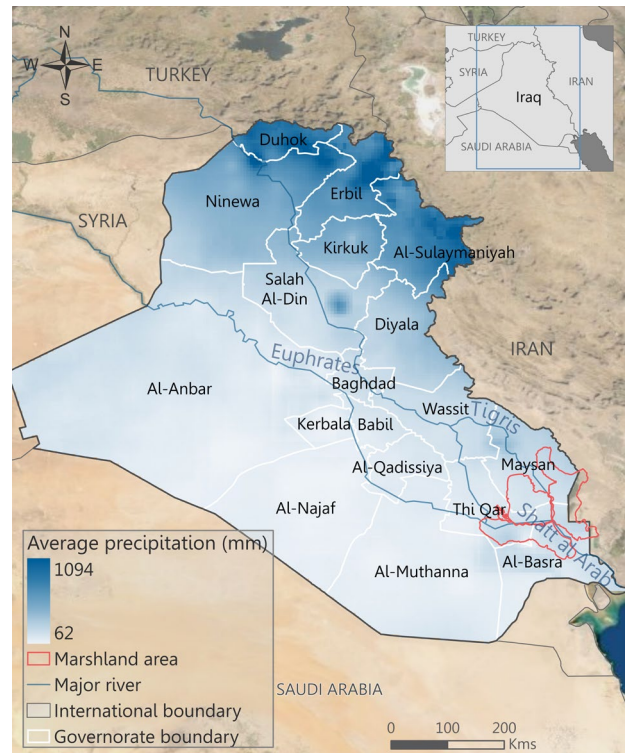 N
W E
S
TURKEY
SYRIA
IRAN
SAUDI ARABIA
TURKEY
SYRIA
IRAN
Iraq
SAUDI ARABIA
Duhok
Ninewa
Erbil
Kirkuk
Al-Sulaymaniyah
Salah
Al-Din
Diyala
Euphrates
Al-Anbar
Baghdad
Wassit
Tigris
Kerbala
Babil
Al-Qadissiya
Maysan
Al-Najaf
Thi Qar
Shatt al Arab
Al-Muthanna
Al-Basra
Average precipitation (mm)
1094
62
Marshland area
Major river
International boundary
Governorate boundary
0 100 200
Kms